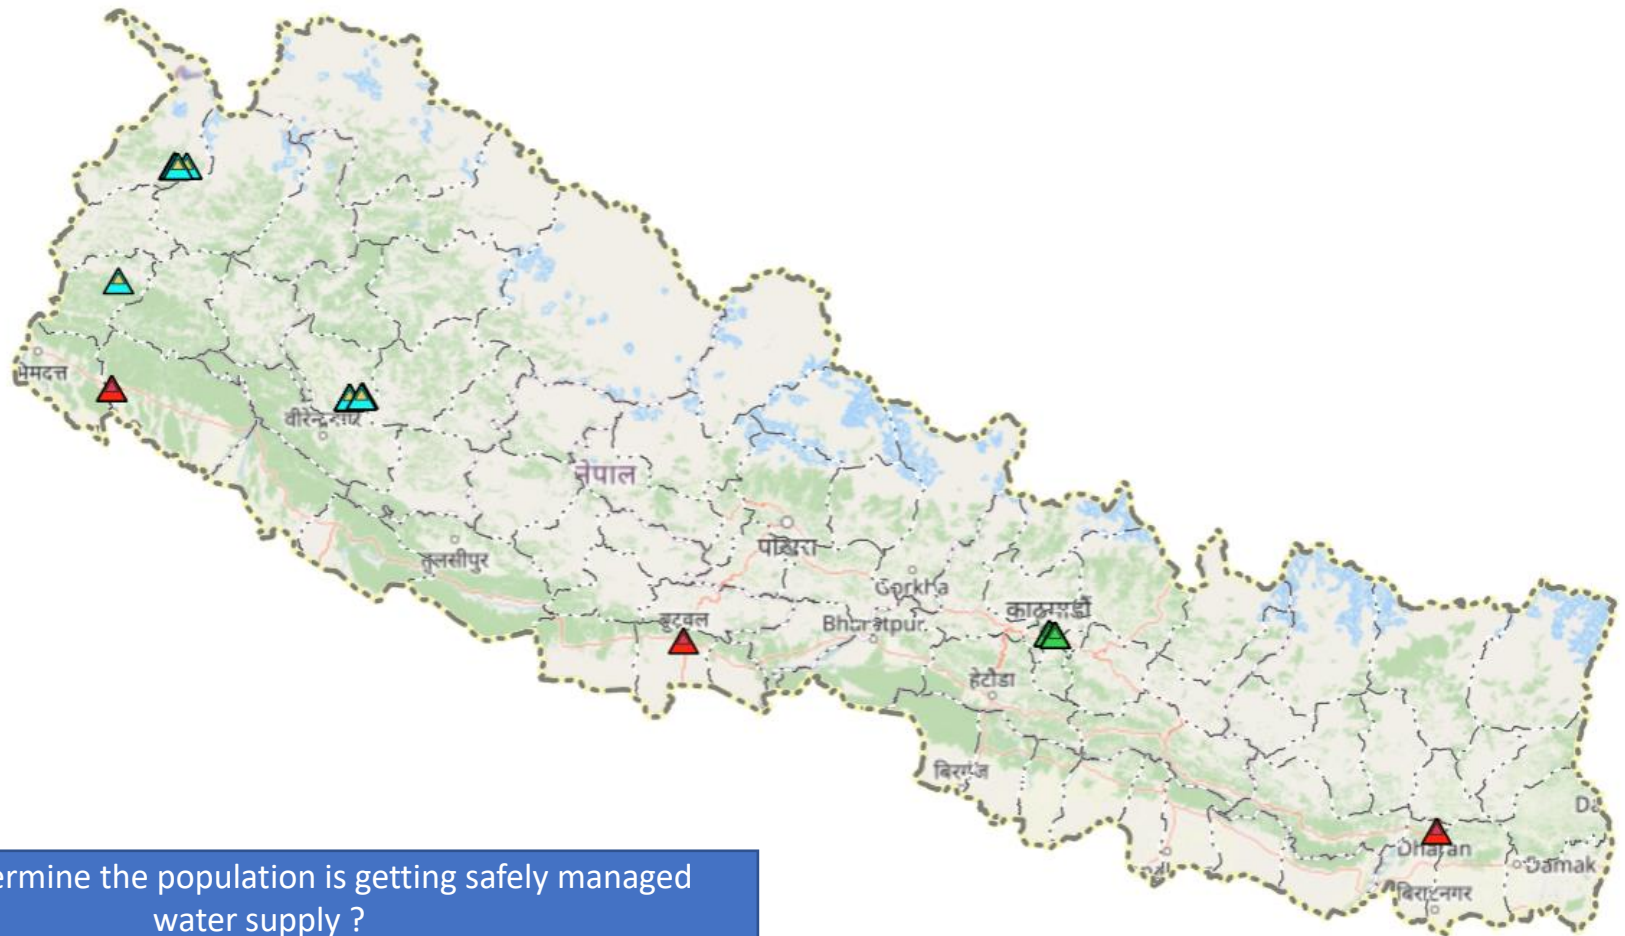 भीमदत्त
वीरेन्द्रनगर
नेपाल
तुलसीपुर
पोखरा
Gorkha
बुटवल
Bharatpur
काठमाडौँ
हेटौडा
बिरगंज
Dharan
Damak
बिराटनगर
Da
ermine the population is getting safely managed
water supply ?